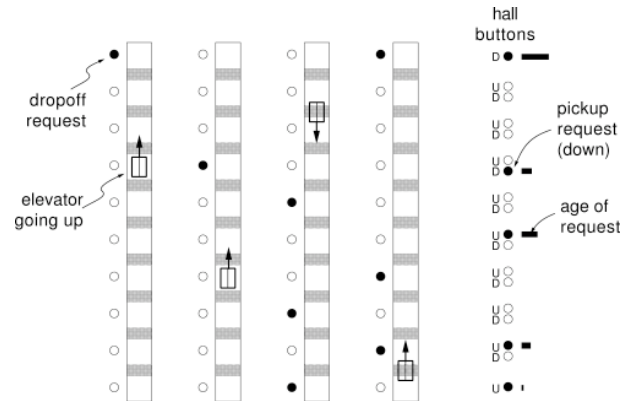 hall
buttons
D
dropoff
request
U
D
pickup
request
(down)
U
D
U
D
elevator
going up
U
D
age of
request
U
D
U
D
U
D
U
D
U